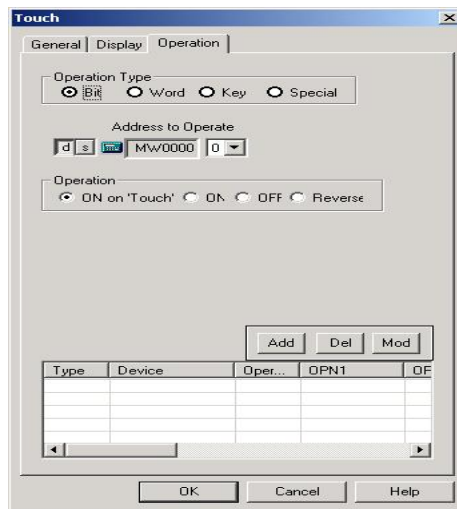 Touch
General Display Operation
Operation Type
Bit Word Key Special
Address to Operate
d s MW0000 0
Operation
ON on 'Touch' ON OFF Reverse
Add Del Mod
Type Device Oper... OPN1 OF
OK Cancel Help